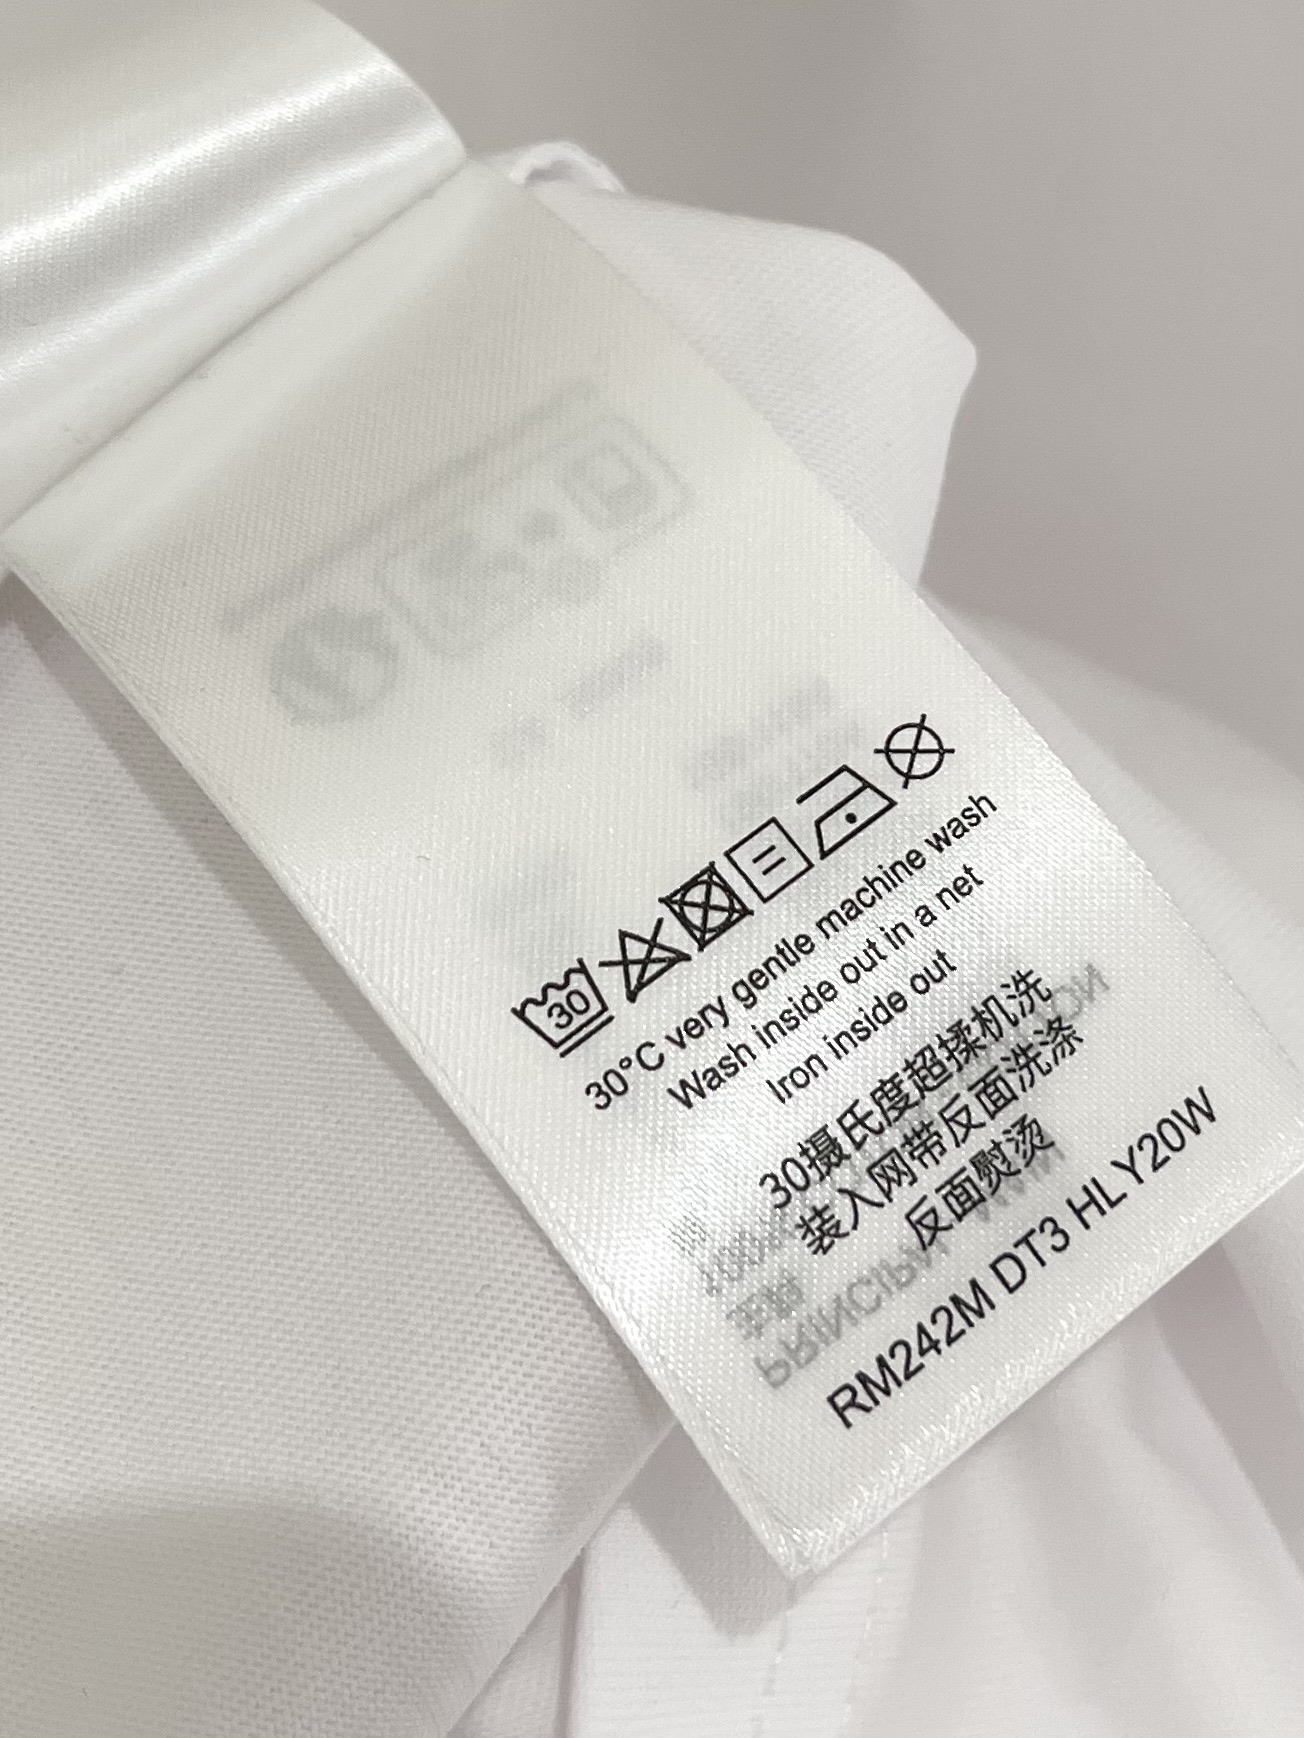 30
30°C very gentle machine wash
Wash inside out in a net
Iron inside out
30摄氏度超揉机洗
装入网带反面洗涤
反面熨烫
RM242M DT3 HLY20W